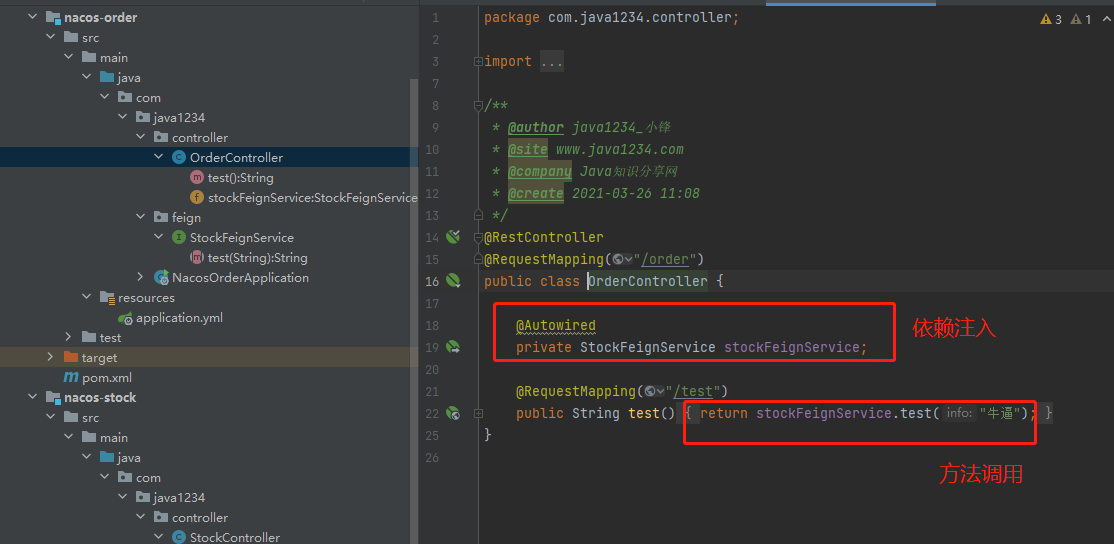 nacos-order
src
main
java
com
java1234
controller
OrderController
test():String
stockFeignService:StockFeignService
feign
StockFeignService
test(String):String
NacosOrderApplication
resources
application.yml
test
target
pom.xml
nacos-stock
src
main
java
com
java1234
controller
StockController
3 1
1 package com.java1234.controller;
2
3 import ...
7
8 /**
9 * @author java1234_小锋
10 * @site www.java1234.com
11 * @company Java知识分享网
12 * @create 2021-03-26 11:08
13 */
14 @RestController
15 @RequestMapping("/order")
16 public class OrderController {
17
18 @Autowired
19 private StockFeignService stockFeignService;
依赖注入
20
21 @RequestMapping("/test")
22 public String test() { return stockFeignService.test( info: "牛逼"); }
25 }
26
方法调用